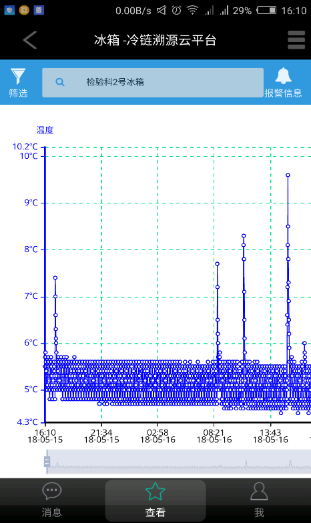 0.00B/s 29% 16:10
冰箱 -冷链溯源云平台
筛选 检验科2号冰箱 报警信息
温度
10.2°C
10°C
9°C
8°C
7°C
6°C
5°C
4.3°C
16:10 21:34 02:58 08:21 13:43
18-05-15 18-05-15 18-05-16 18-05-16 18-05-16
消息 查看 我